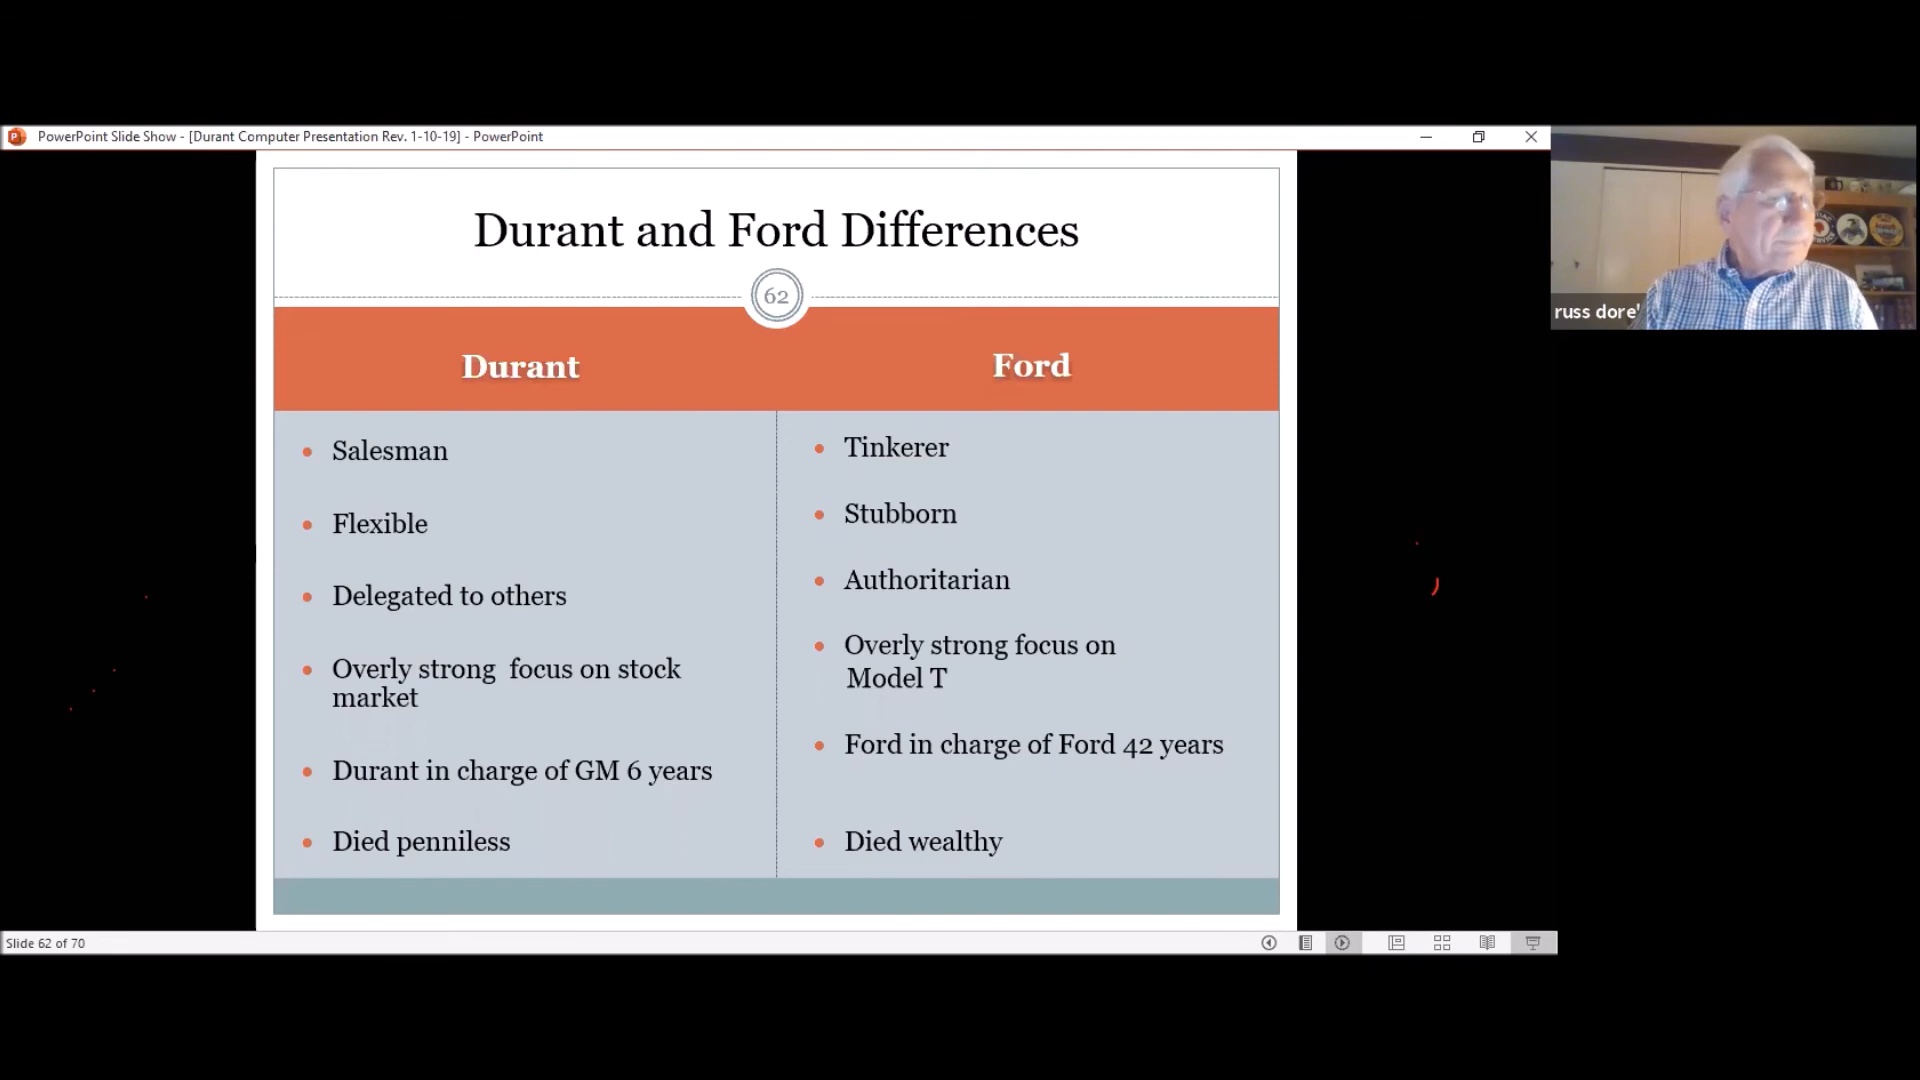 PowerPoint Slide Show - [Durant Computer Presentation Rev. 1-10-19] - PowerPoint
Durant and Ford Differences
62
Durant
Salesman
Flexible
Delegated to others
Overly strong focus on stock
market
Durant in charge of GM 6 years
Died penniless
Ford
Tinkerer
Stubborn
Authoritarian
Overly strong focus on
Model T
Ford in charge of Ford 42 years
Died wealthy
russ dore'
Slide 62 of 70